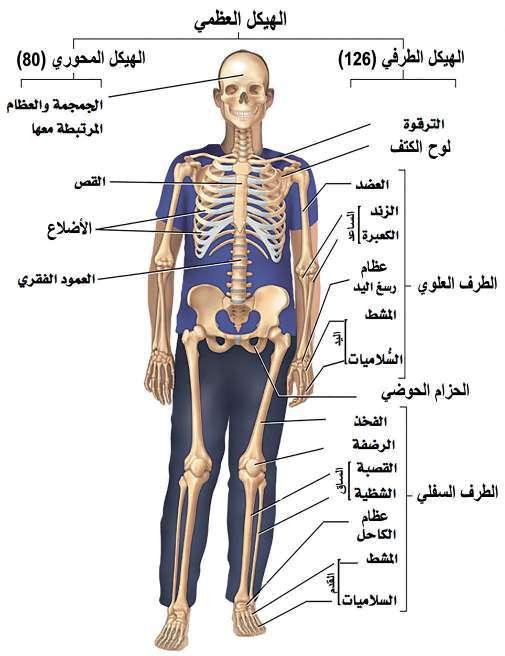 الهيكل العظمي
الهيكل الطرفي (126)
الهيكل المحوري (80)
الجمجمة والعظام
المرتبطة معها
الترقوة
لوح الكتف
القص
الأضلاع
العمود الفقري
العضد
الزند
الكعبرة
الساعد
عظام
رسغ اليد
المشط
السُّلاميات
اليد
الطرف العلوي
الحزام الحوضي
الفخذ
الرضفة
القصبة
الشظية
الساق
عظام
الكاحل
المشط
السلاميات
القدم
الطرف السفلي